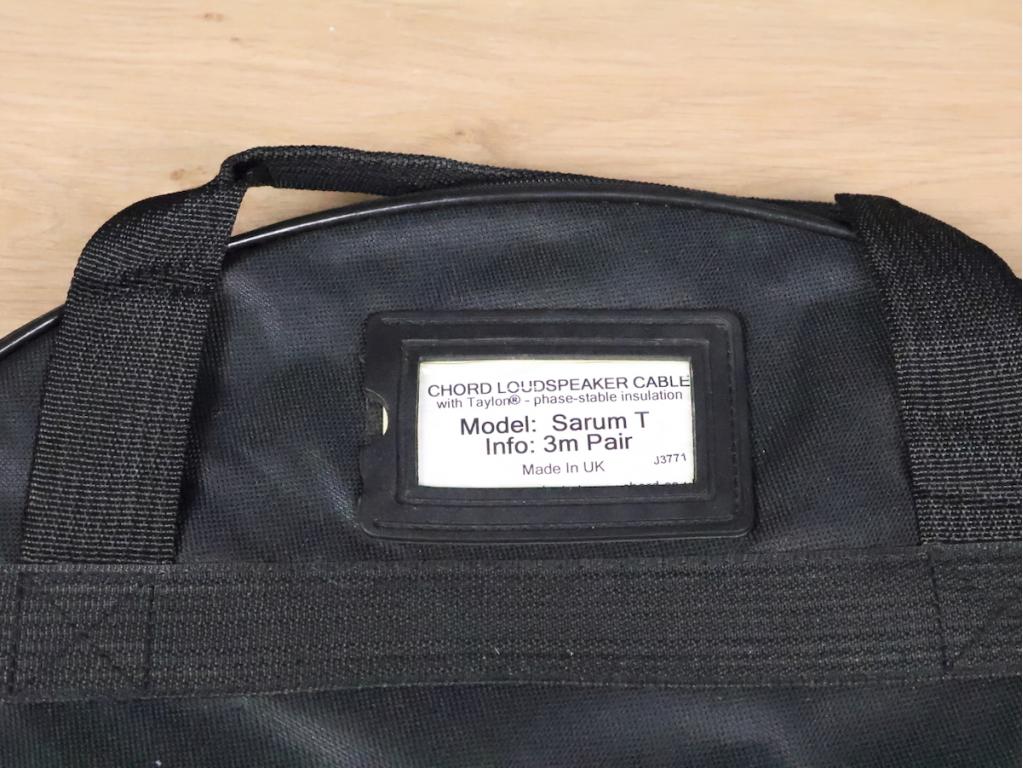 CHORD LOUDSPEAKER CABLE
with Taylon® - phase-stable insulation
Model: Sarum T
Info: 3m Pair
Made In UK J3771